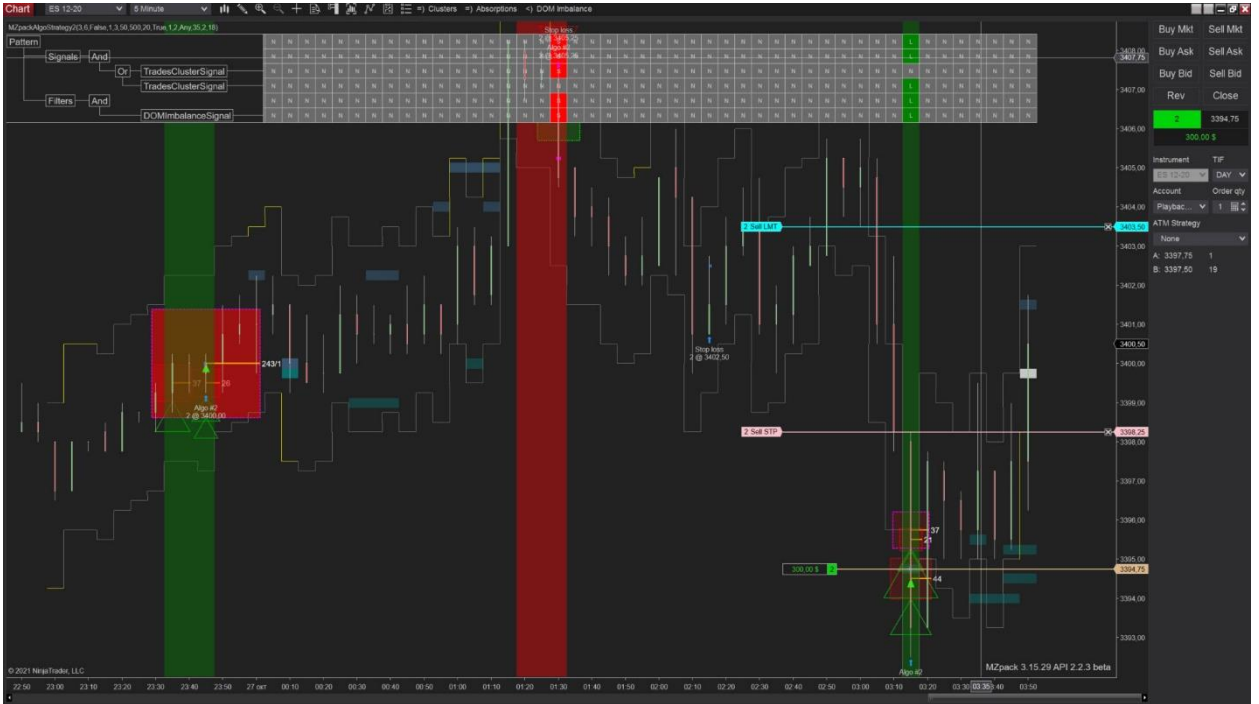 Chart ES 12-20 5 Minute =) Clusters =) Absorptions <) DOM Imbalance
MZpackAlgoStrategy2(3,6,False,1,3,50,500,20,True,1,2,Any,35,2,18)
Pattern
Signals And
Or TradesClusterSignal
TradesClusterSignal
Filters And
DOMImbalanceSignal
Stop loss
Algo #2
3408,00
3407,75
3407,00
3406,00
3405,00
3404,00
2 Sell LMT
3403,50
3403,00
3402,00
3401,00
3400,50
3400,00
3399,00
2 Sell STP
3398,25
3398,00
3397,00
3396,00
3395,00
300,00 $ 2
3394,75
3394,00
3393,00
243/1
37 26
Algo #2
2 @ 3400,00
Stop loss
2 @ 3402,50
37
21
44
Algo #2
© 2021 NinjaTrader, LLC
MZpack 3.15.29 API 2.2.3 beta
22:50 23:00 23:10 23:20 23:30 23:40 23:50 27 окт 00:10 00:20 00:30 00:40 00:50 01:00 01:10 01:20 01:30 01:40 01:50 02:00 02:10 02:20 02:30 02:40 02:50 03:00 03:10 03:20 03:30 03:35 03:50
Buy Mkt Sell Mkt
Buy Ask Sell Ask
Buy Bid Sell Bid
Rev Close
2 3394,75
300,00 $
Instrument TIF
ES 12-20 DAY
Account Order qty
Playbac... 1
ATM Strategy
None
A: 3397,75 1
B: 3397,50 19